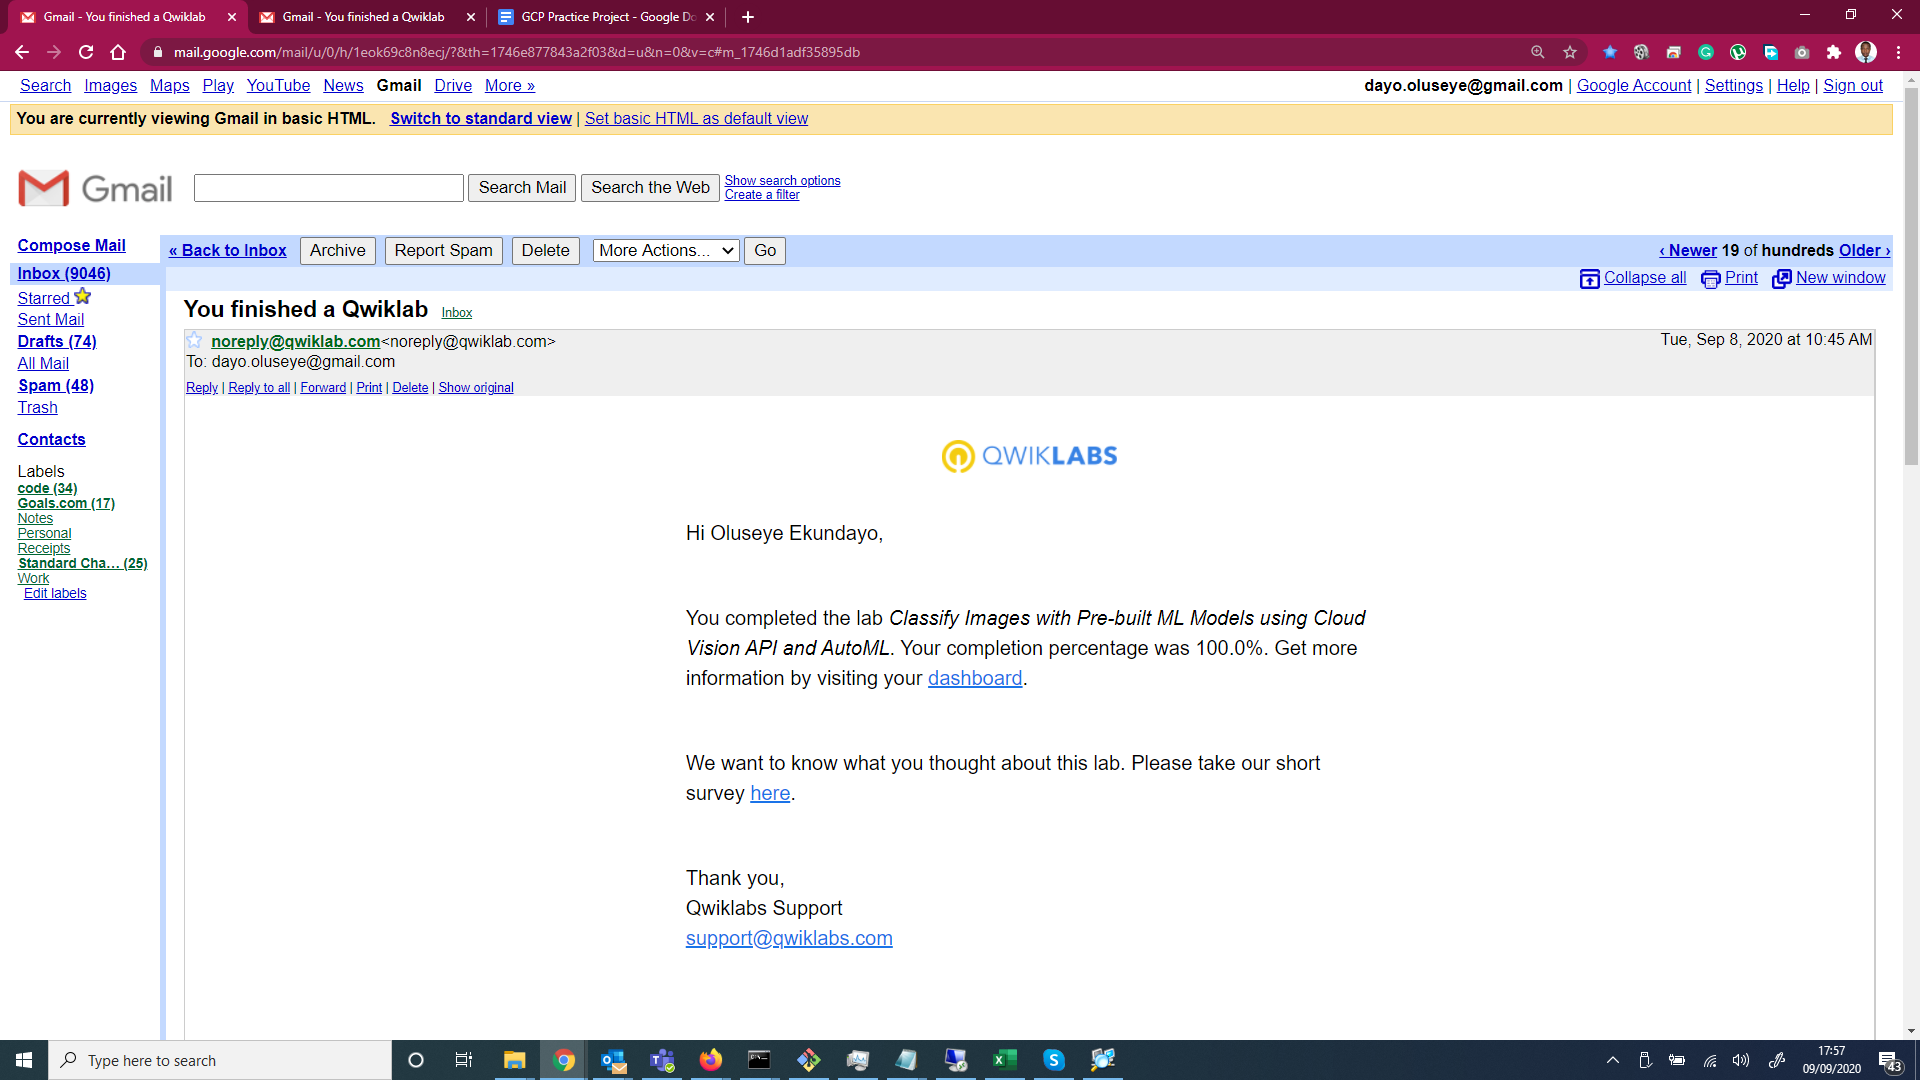 Gmail - You finished a Qwiklab
Gmail - You finished a Qwiklab
GCP Practice Project - Google Do
mail.google.com/mail/u/0/h/1eok69c8n8ecj/?&th=1746e877843a2f03&d=u&n=0&v=c#m_1746d1adf35895db
Search Images Maps Play YouTube News Gmail Drive More »
dayo.oluseye@gmail.com | Google Account | Settings | Help | Sign out
You are currently viewing Gmail in basic HTML. Switch to standard view | Set basic HTML as default view
Gmail
Search Mail
Search the Web
Show search options
Create a filter
Compose Mail
Inbox (9046)
Starred
Sent Mail
Drafts (74)
All Mail
Spam (48)
Trash
Contacts
Labels
code (34)
Goals.com (17)
Notes
Personal
Receipts
Standard Cha... (25)
Work
Edit labels
« Back to Inbox Archive Report Spam Delete More Actions... Go
‹ Newer 19 of hundreds Older ›
Collapse all Print New window
You finished a Qwiklab Inbox
noreply@qwiklab.com<noreply@qwiklab.com>
Tue, Sep 8, 2020 at 10:45 AM
To: dayo.oluseye@gmail.com
Reply | Reply to all | Forward | Print | Delete | Show original
QWIKLABS
Hi Oluseye Ekundayo,
You completed the lab Classify Images with Pre-built ML Models using Cloud
Vision API and AutoML. Your completion percentage was 100.0%. Get more
information by visiting your dashboard.
We want to know what you thought about this lab. Please take our short
survey here.
Thank you,
Qwiklabs Support
support@qwiklabs.com
Type here to search
17:57
09/09/2020
43